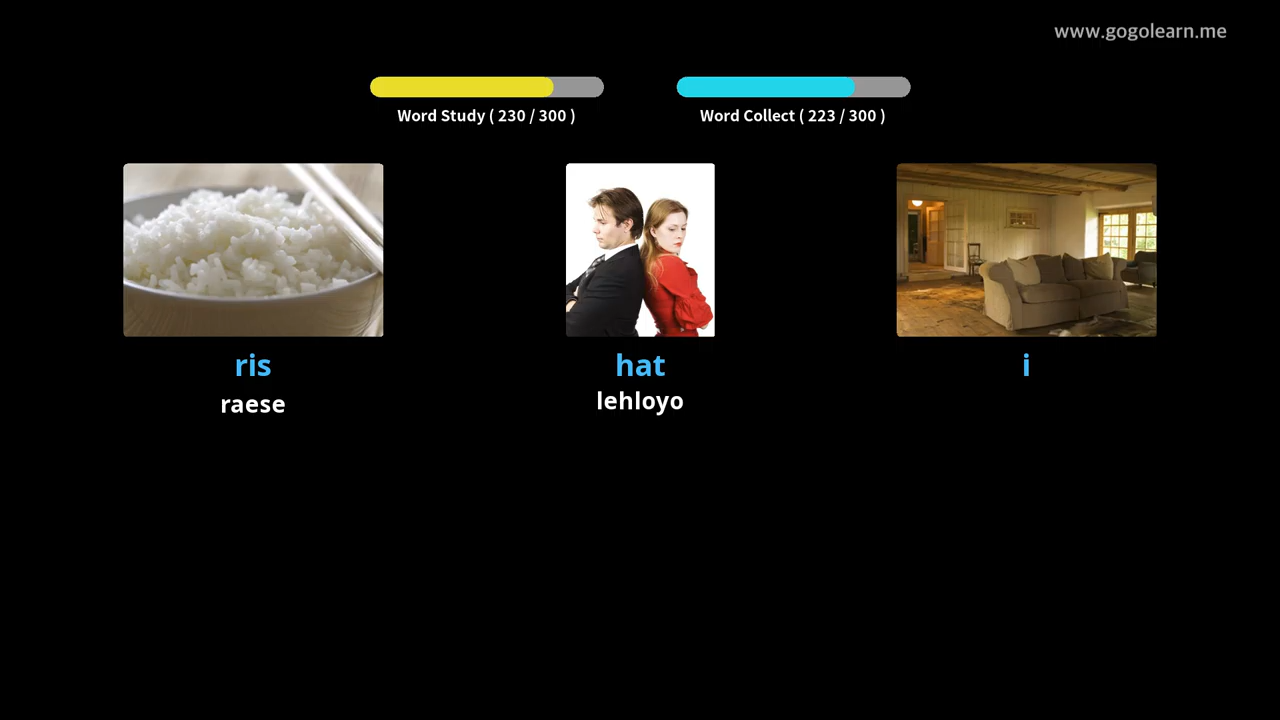 www.gogolearn.me
Word Study ( 230 / 300 )
Word Collect ( 223 / 300 )
ris
hat
i
raese
lehloyo